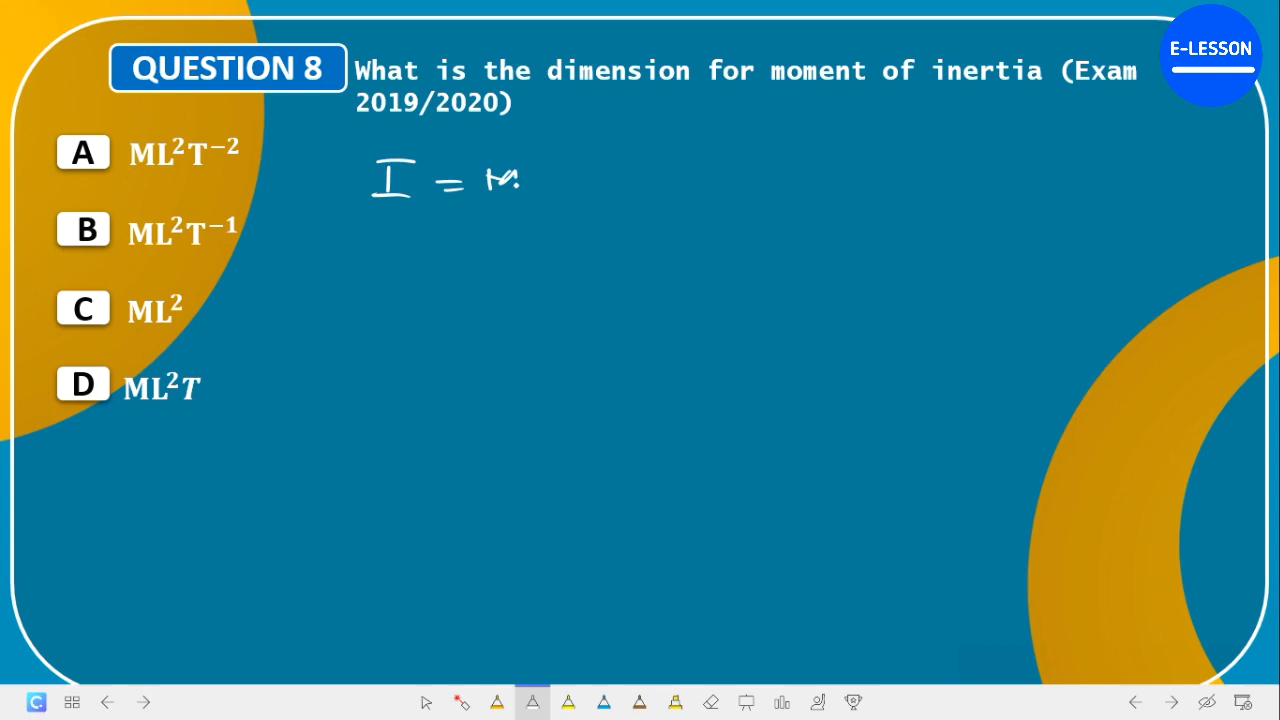 E-LESSON
QUESTION 8
What is the dimension for moment of inertia (Exam
2019/2020)
A ML²T⁻²
B ML²T⁻¹
C ML²
D ML²T
I = M